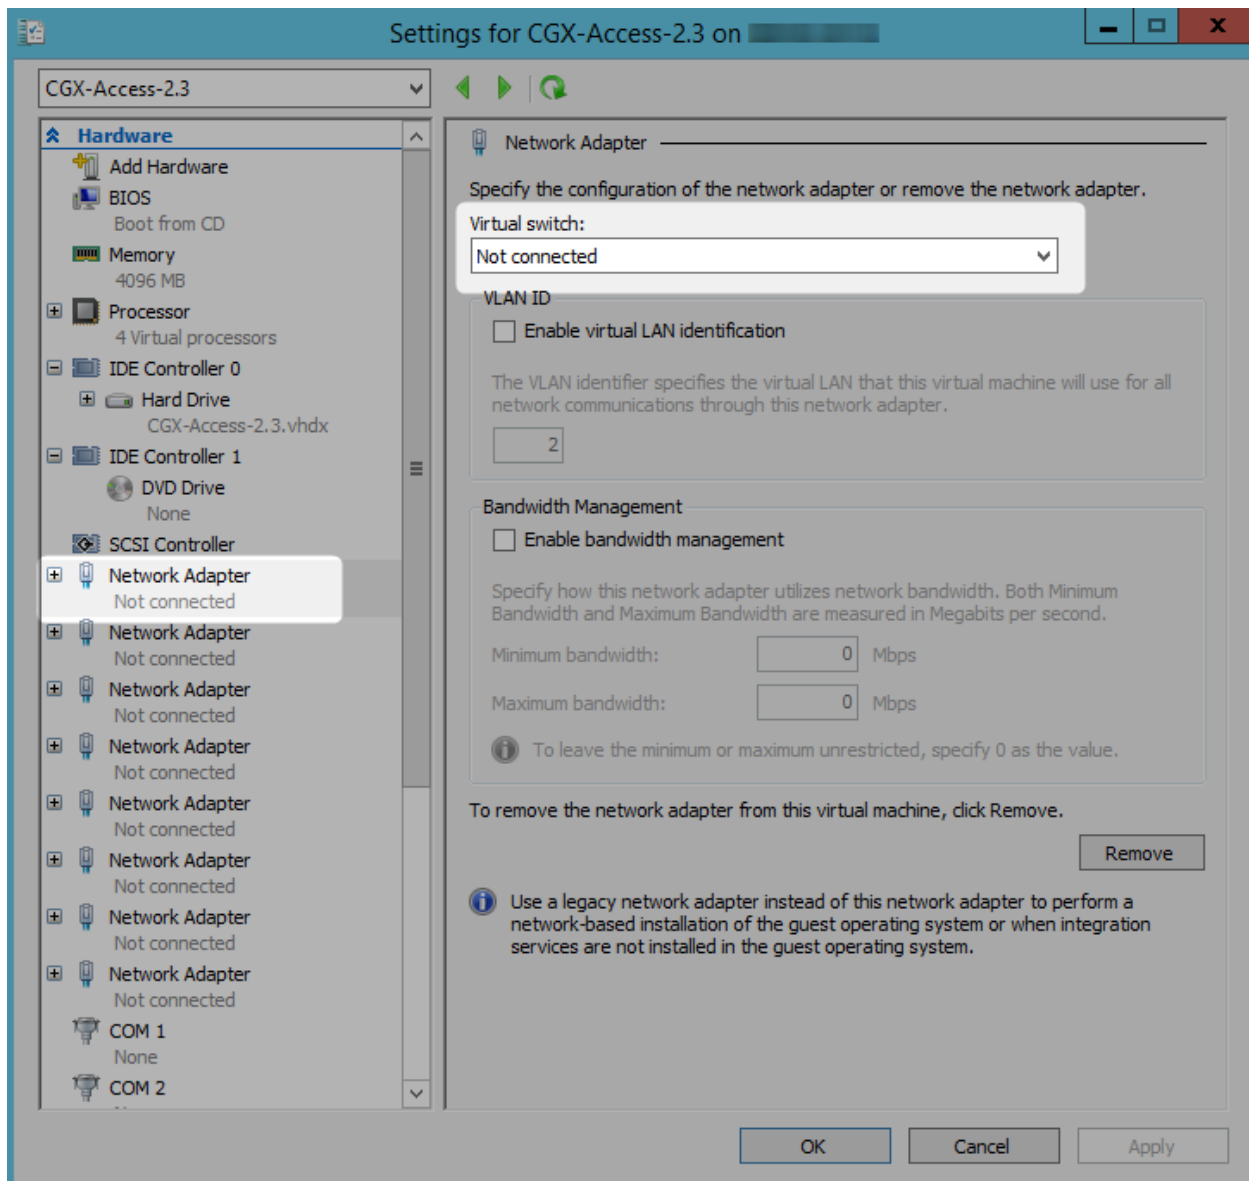 Settings for CGX-Access-2.3 on
CGX-Access-2.3
Hardware
Add Hardware
BIOS
Boot from CD
Memory
4096 MB
Processor
4 Virtual processors
IDE Controller 0
Hard Drive
CGX-Access-2.3.vhdx
IDE Controller 1
DVD Drive
None
SCSI Controller
Network Adapter
Not connected
Network Adapter
Not connected
Network Adapter
Not connected
Network Adapter
Not connected
Network Adapter
Not connected
Network Adapter
Not connected
Network Adapter
Not connected
Network Adapter
Not connected
COM 1
None
COM 2
Network Adapter
Specify the configuration of the network adapter or remove the network adapter.
Virtual switch:
Not connected
VLAN ID
Enable virtual LAN identification
The VLAN identifier specifies the virtual LAN that this virtual machine will use for all
network communications through this network adapter.
2
Bandwidth Management
Enable bandwidth management
Specify how this network adapter utilizes network bandwidth. Both Minimum
Bandwidth and Maximum Bandwidth are measured in Megabits per second.
Minimum bandwidth: 0 Mbps
Maximum bandwidth: 0 Mbps
To leave the minimum or maximum unrestricted, specify 0 as the value.
To remove the network adapter from this virtual machine, click Remove.
Remove
Use a legacy network adapter instead of this network adapter to perform a
network-based installation of the guest operating system or when integration
services are not installed in the guest operating system.
OK Cancel Apply